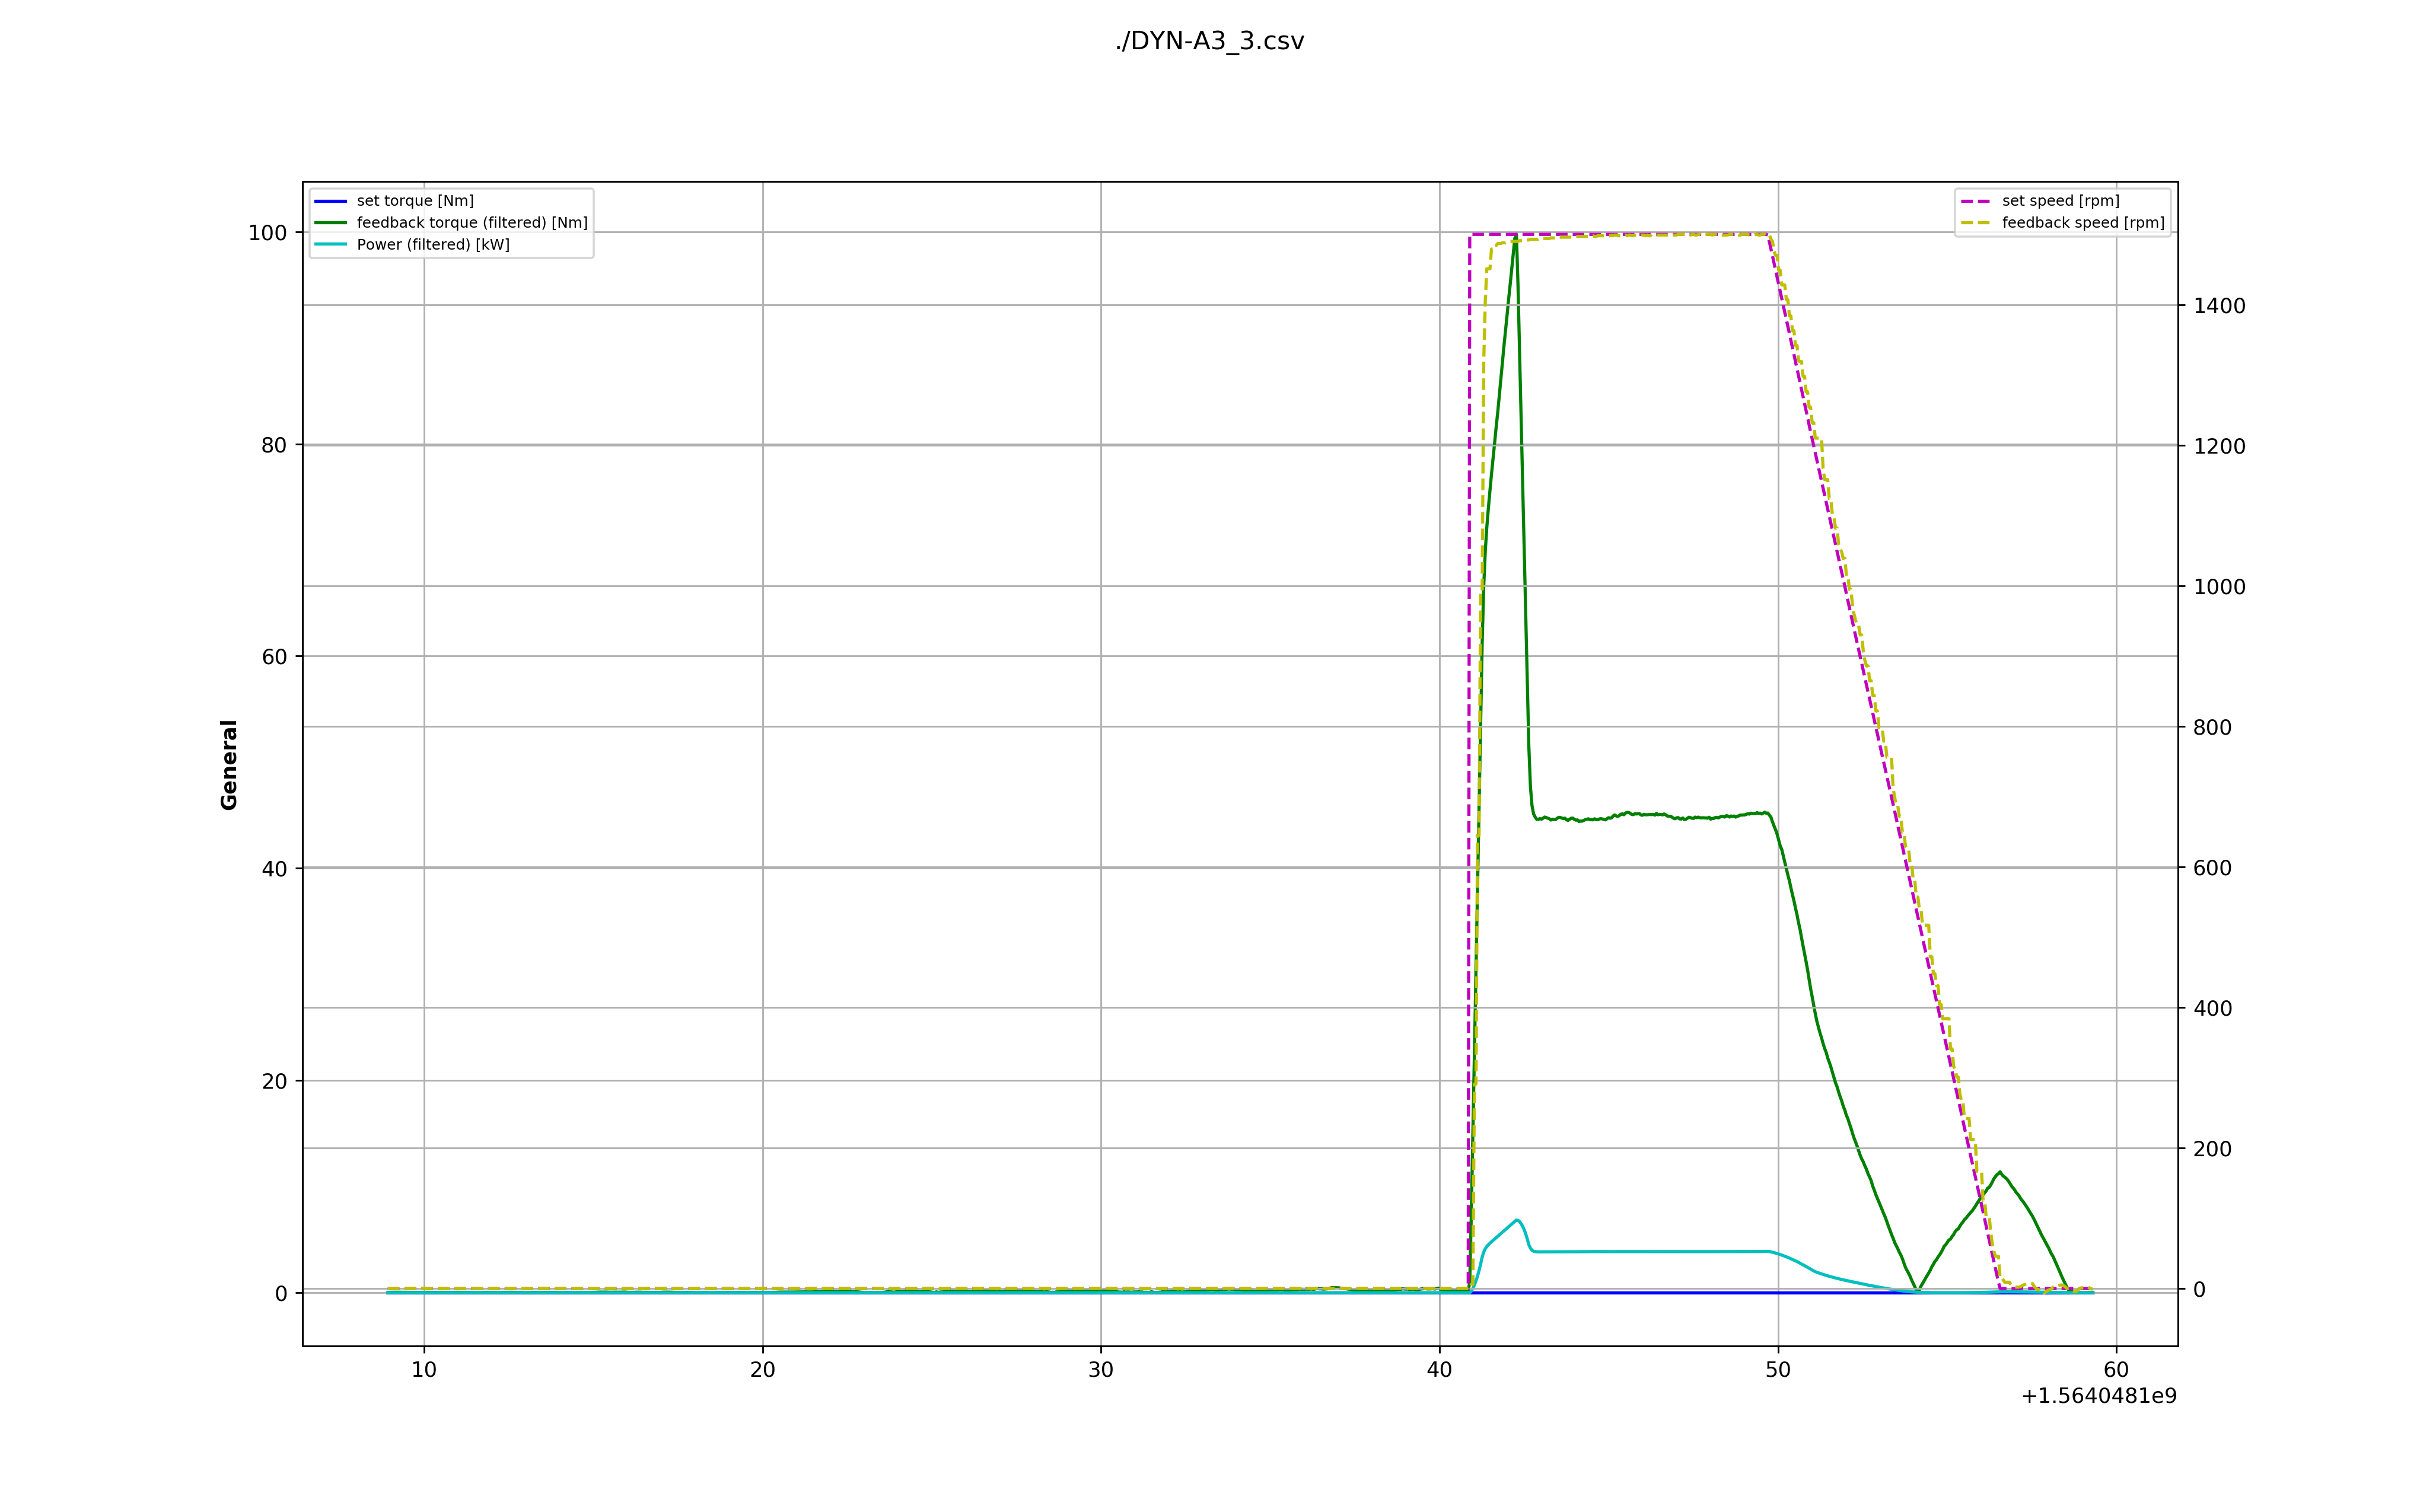 ./DYN-A3_3.csv
set torque [Nm]
feedback torque (filtered) [Nm]
Power (filtered) [kW]
set speed [rpm]
feedback speed [rpm]
General
100
80
60
40
20
0
1400
1200
1000
800
600
400
200
0
10
20
30
40
50
60
+1.5640481e9